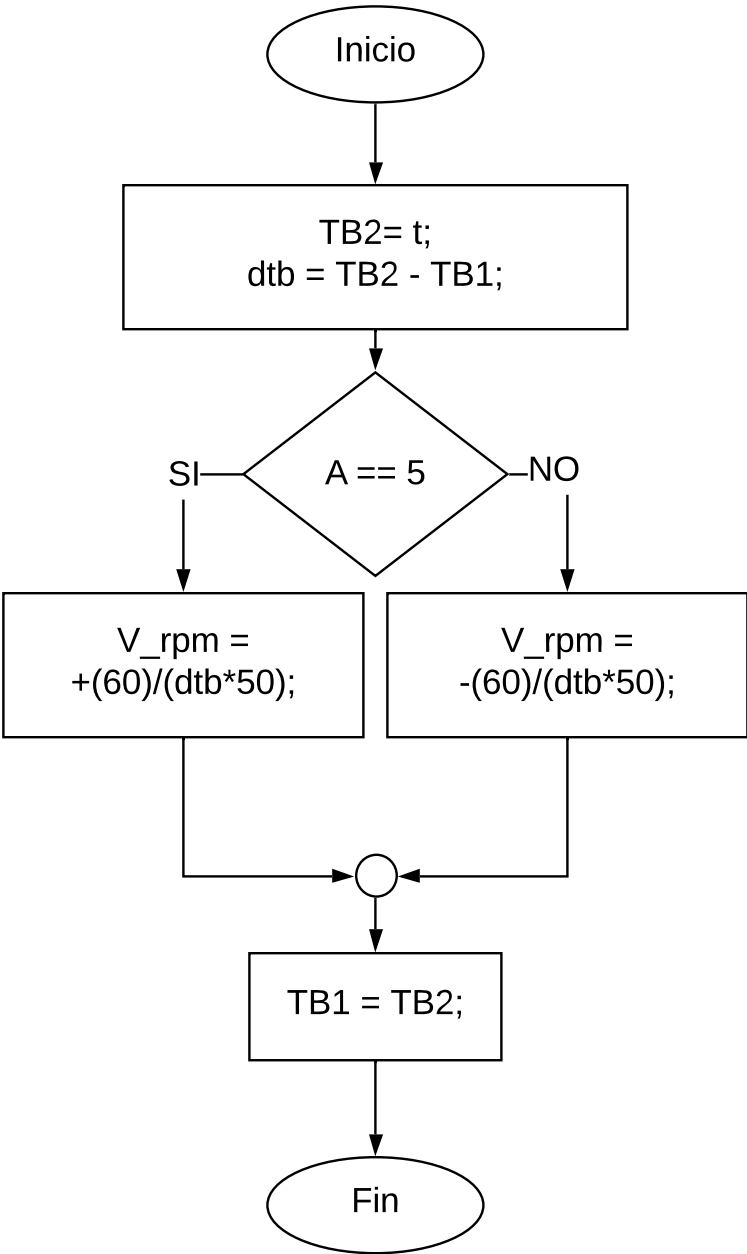 Inicio
TB2= t;
dtb = TB2 - TB1;
A == 5
SI
NO
V_rpm =
+(60)/(dtb*50);
V_rpm =
-(60)/(dtb*50);
TB1 = TB2;
Fin